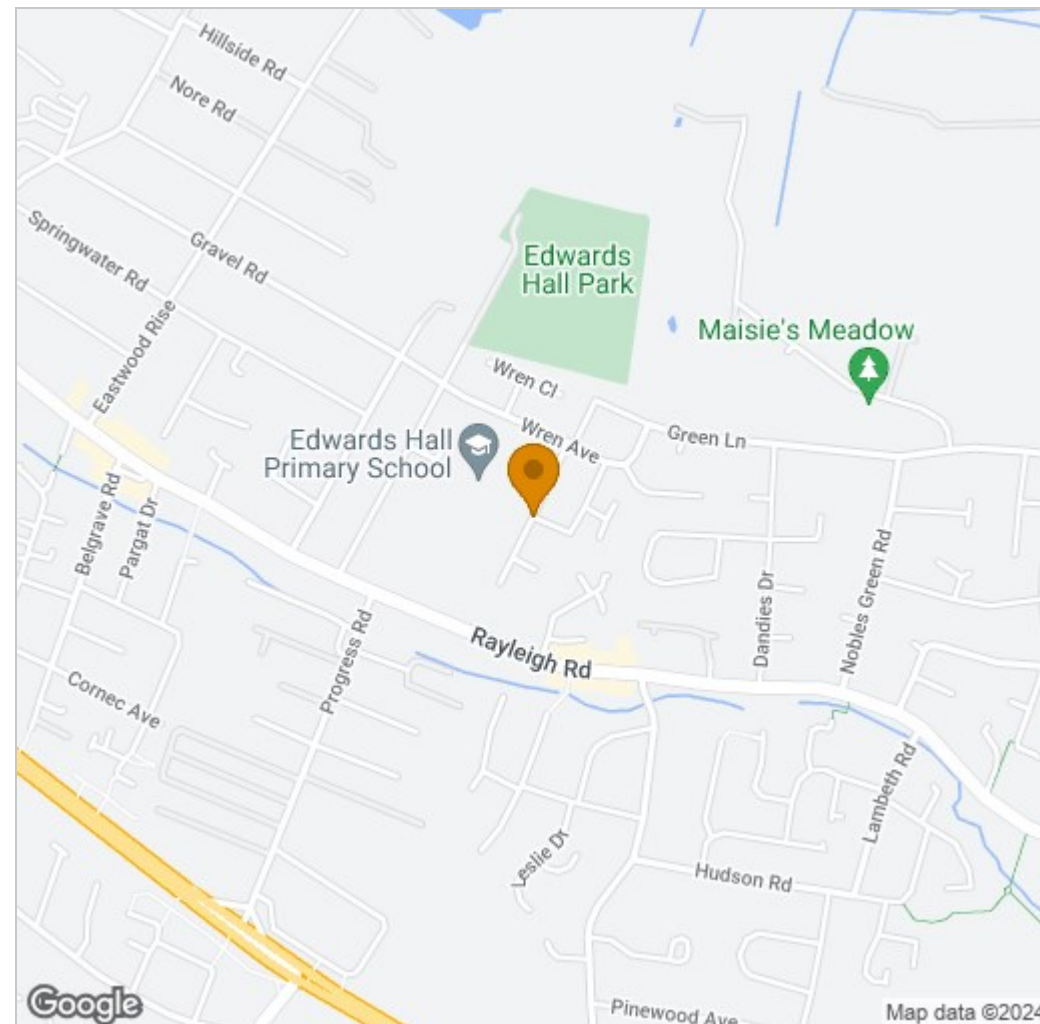 Hillside Rd
Nore Rd
Gravel Rd
Springwater Rd
Eastwood Rise
Edwards
Hall Park
Maisie's Meadow
Wren Cl
Wren Ave
Green Ln
Edwards Hall
Primary School
Belgrave Rd
Pargat Dr
Progress Rd
Rayleigh Rd
Dandies Dr
Nobles Green Rd
Cornec Ave
Lambeth Rd
Leslie Dr
Hudson Rd
Pinewood Ave
Google
Map data ©2024